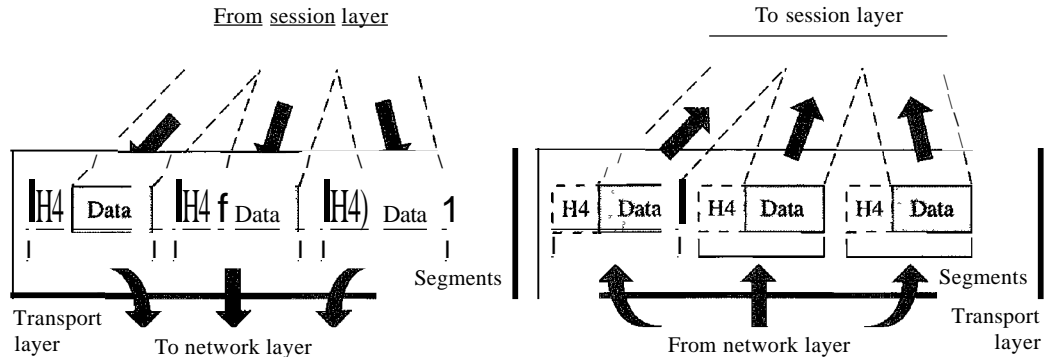 From session layer
H4 Data H4 f Data H4) Data 1
Segments
Transport
layer
To network layer
To session layer
H4 Data H4 Data H4 Data
Segments
From network layer
Transport
layer